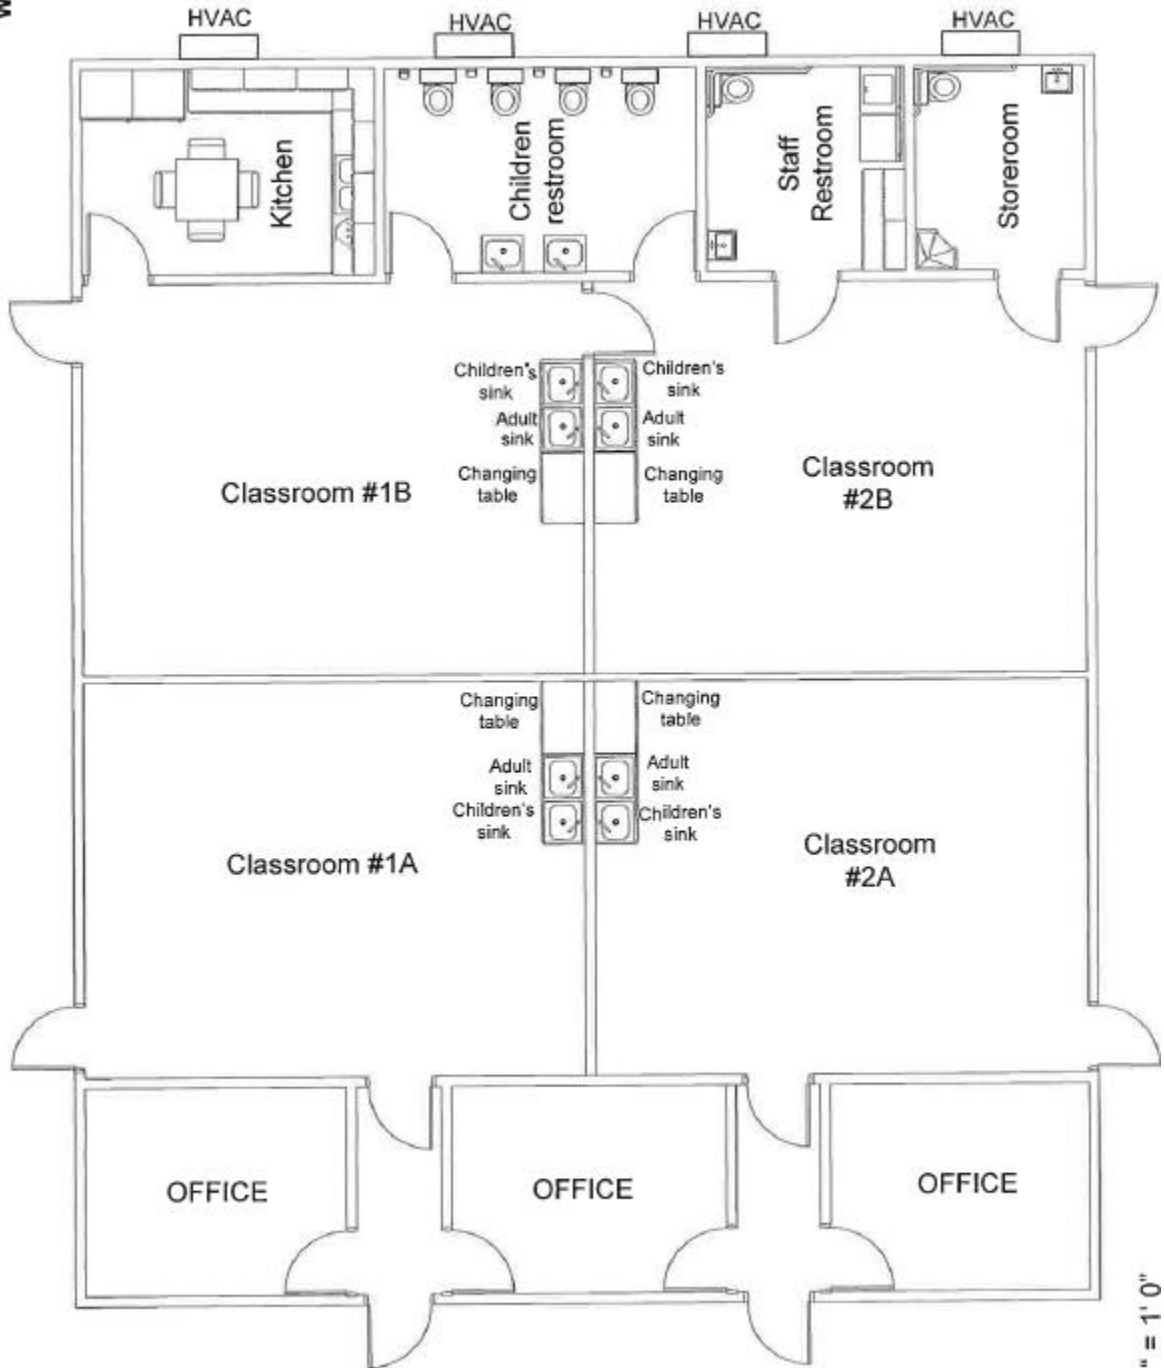 HVAC
HVAC
HVAC
HVAC
Kitchen
Children
restroom
Staff
Restroom
Storeroom
Children's
sink
Children's
sink
Adult
sink
Adult
sink
Changing
table
Changing
table
Classroom #1B
Classroom
#2B
Changing
table
Changing
table
Adult
sink
Adult
sink
Children's
sink
Children's
sink
Classroom #1A
Classroom
#2A
OFFICE
OFFICE
OFFICE
" = 1' 0"